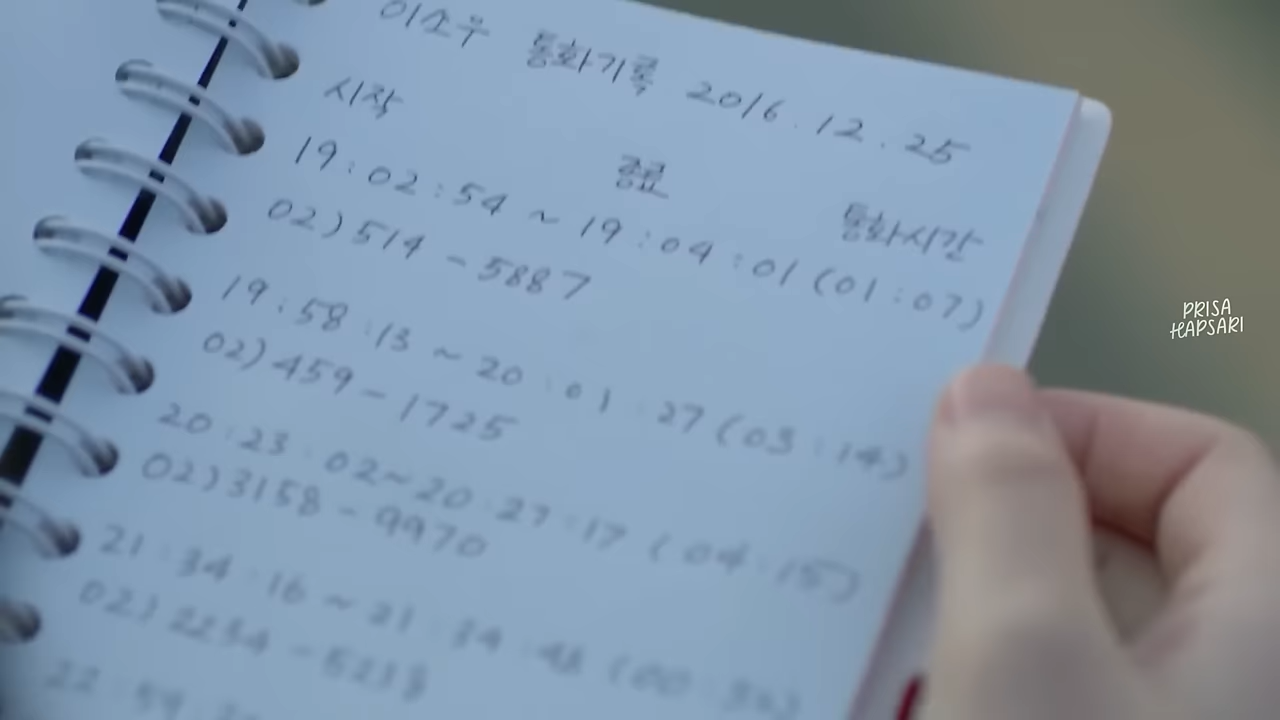 이소우 통화기록 2016.12.25
시작 종료 통화시간
19:02:54 ~ 19:04:01 (01:07)
02)514-5887
19:58:13 ~ 20:01:27 (03:14)
02)459-1725
20:23:02~20:27:17 (04:15)
02)3158-9970
21:34:16 ~ 21:34:48 (00:32)
02)2234-5238
22:59:
PRISA
HAPSARI